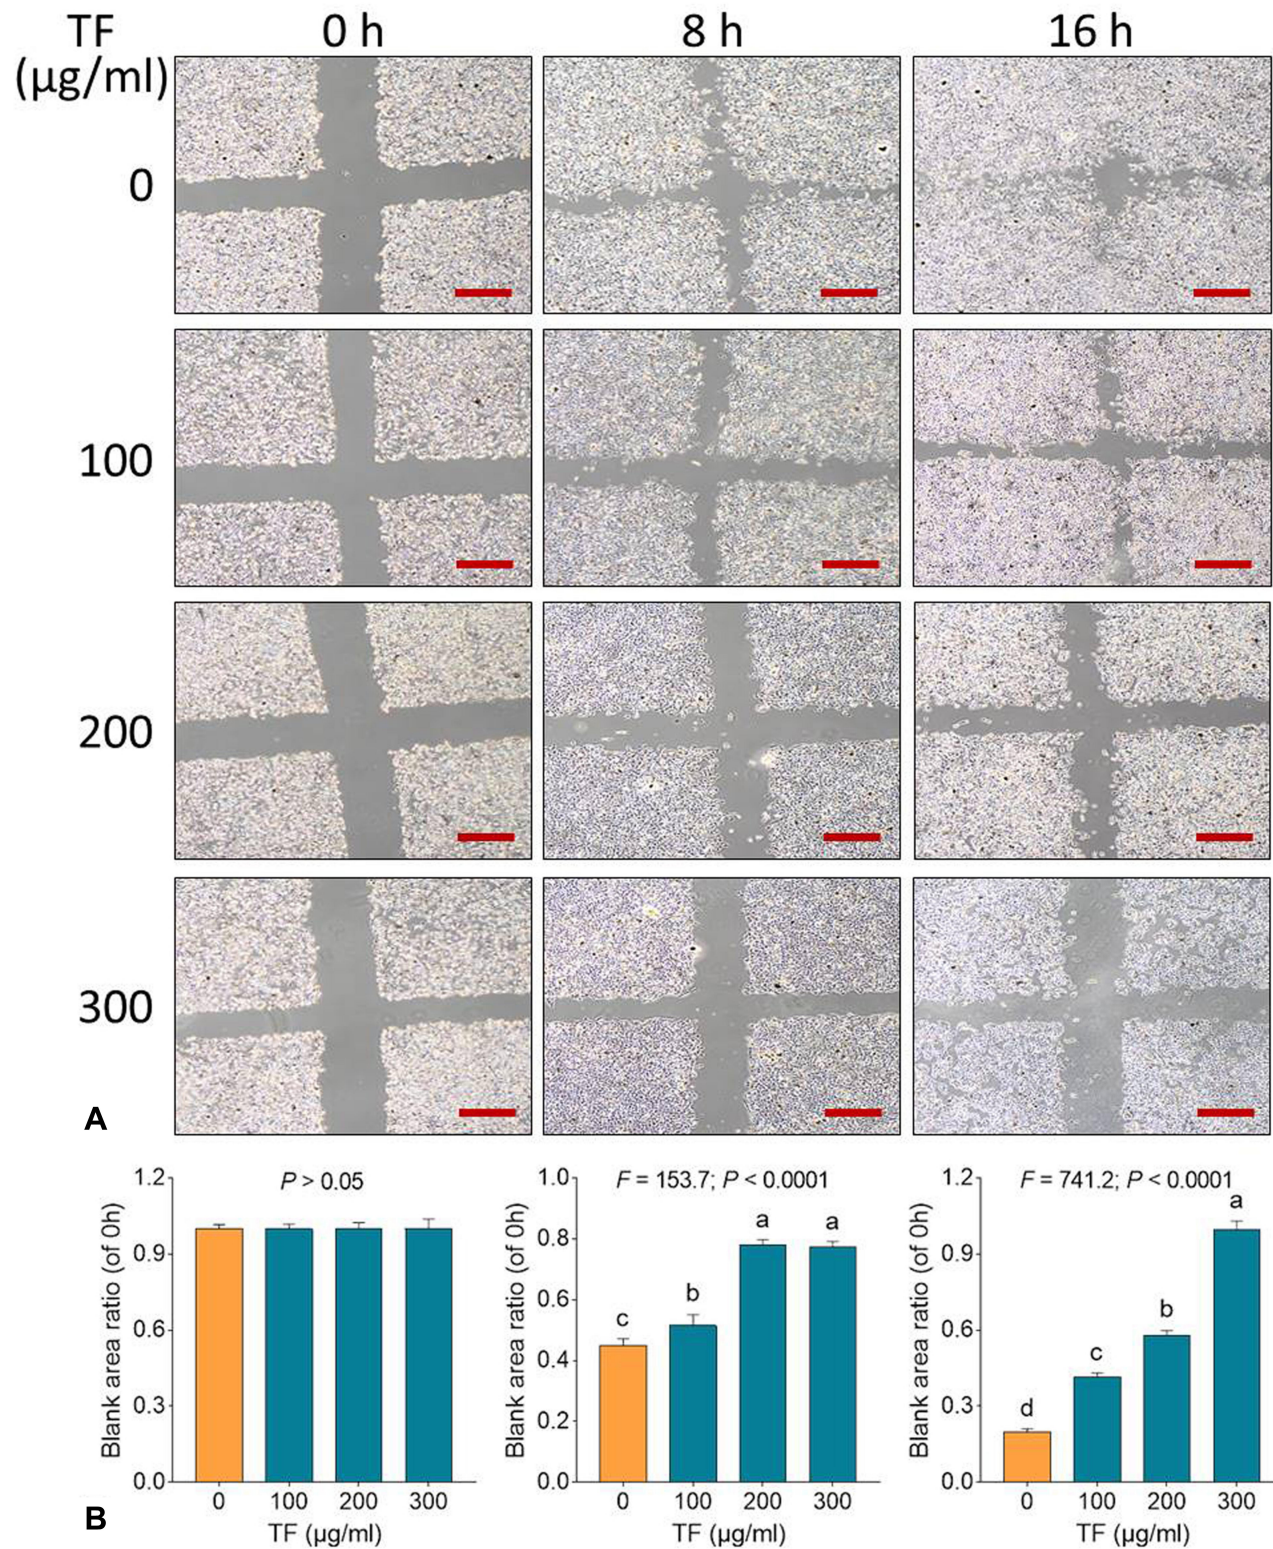 TF 0 h 8 h 16 h
(µg/ml)
0
100
200
300
A
P > 0.05
Blank area ratio (of 0h)
1.2
0.9
0.6
0.3
0.0
0 100 200 300
TF (µg/ml)
F = 153.7; P < 0.0001
Blank area ratio (of 0h)
1.0
0.8
0.6
0.4
0.2
0.0
c b a a
0 100 200 300
TF (µg/ml)
F = 741.2; P < 0.0001
Blank area ratio (of 0h)
1.2
0.9
0.6
0.3
0.0
d c b a
0 100 200 300
TF (µg/ml)
B